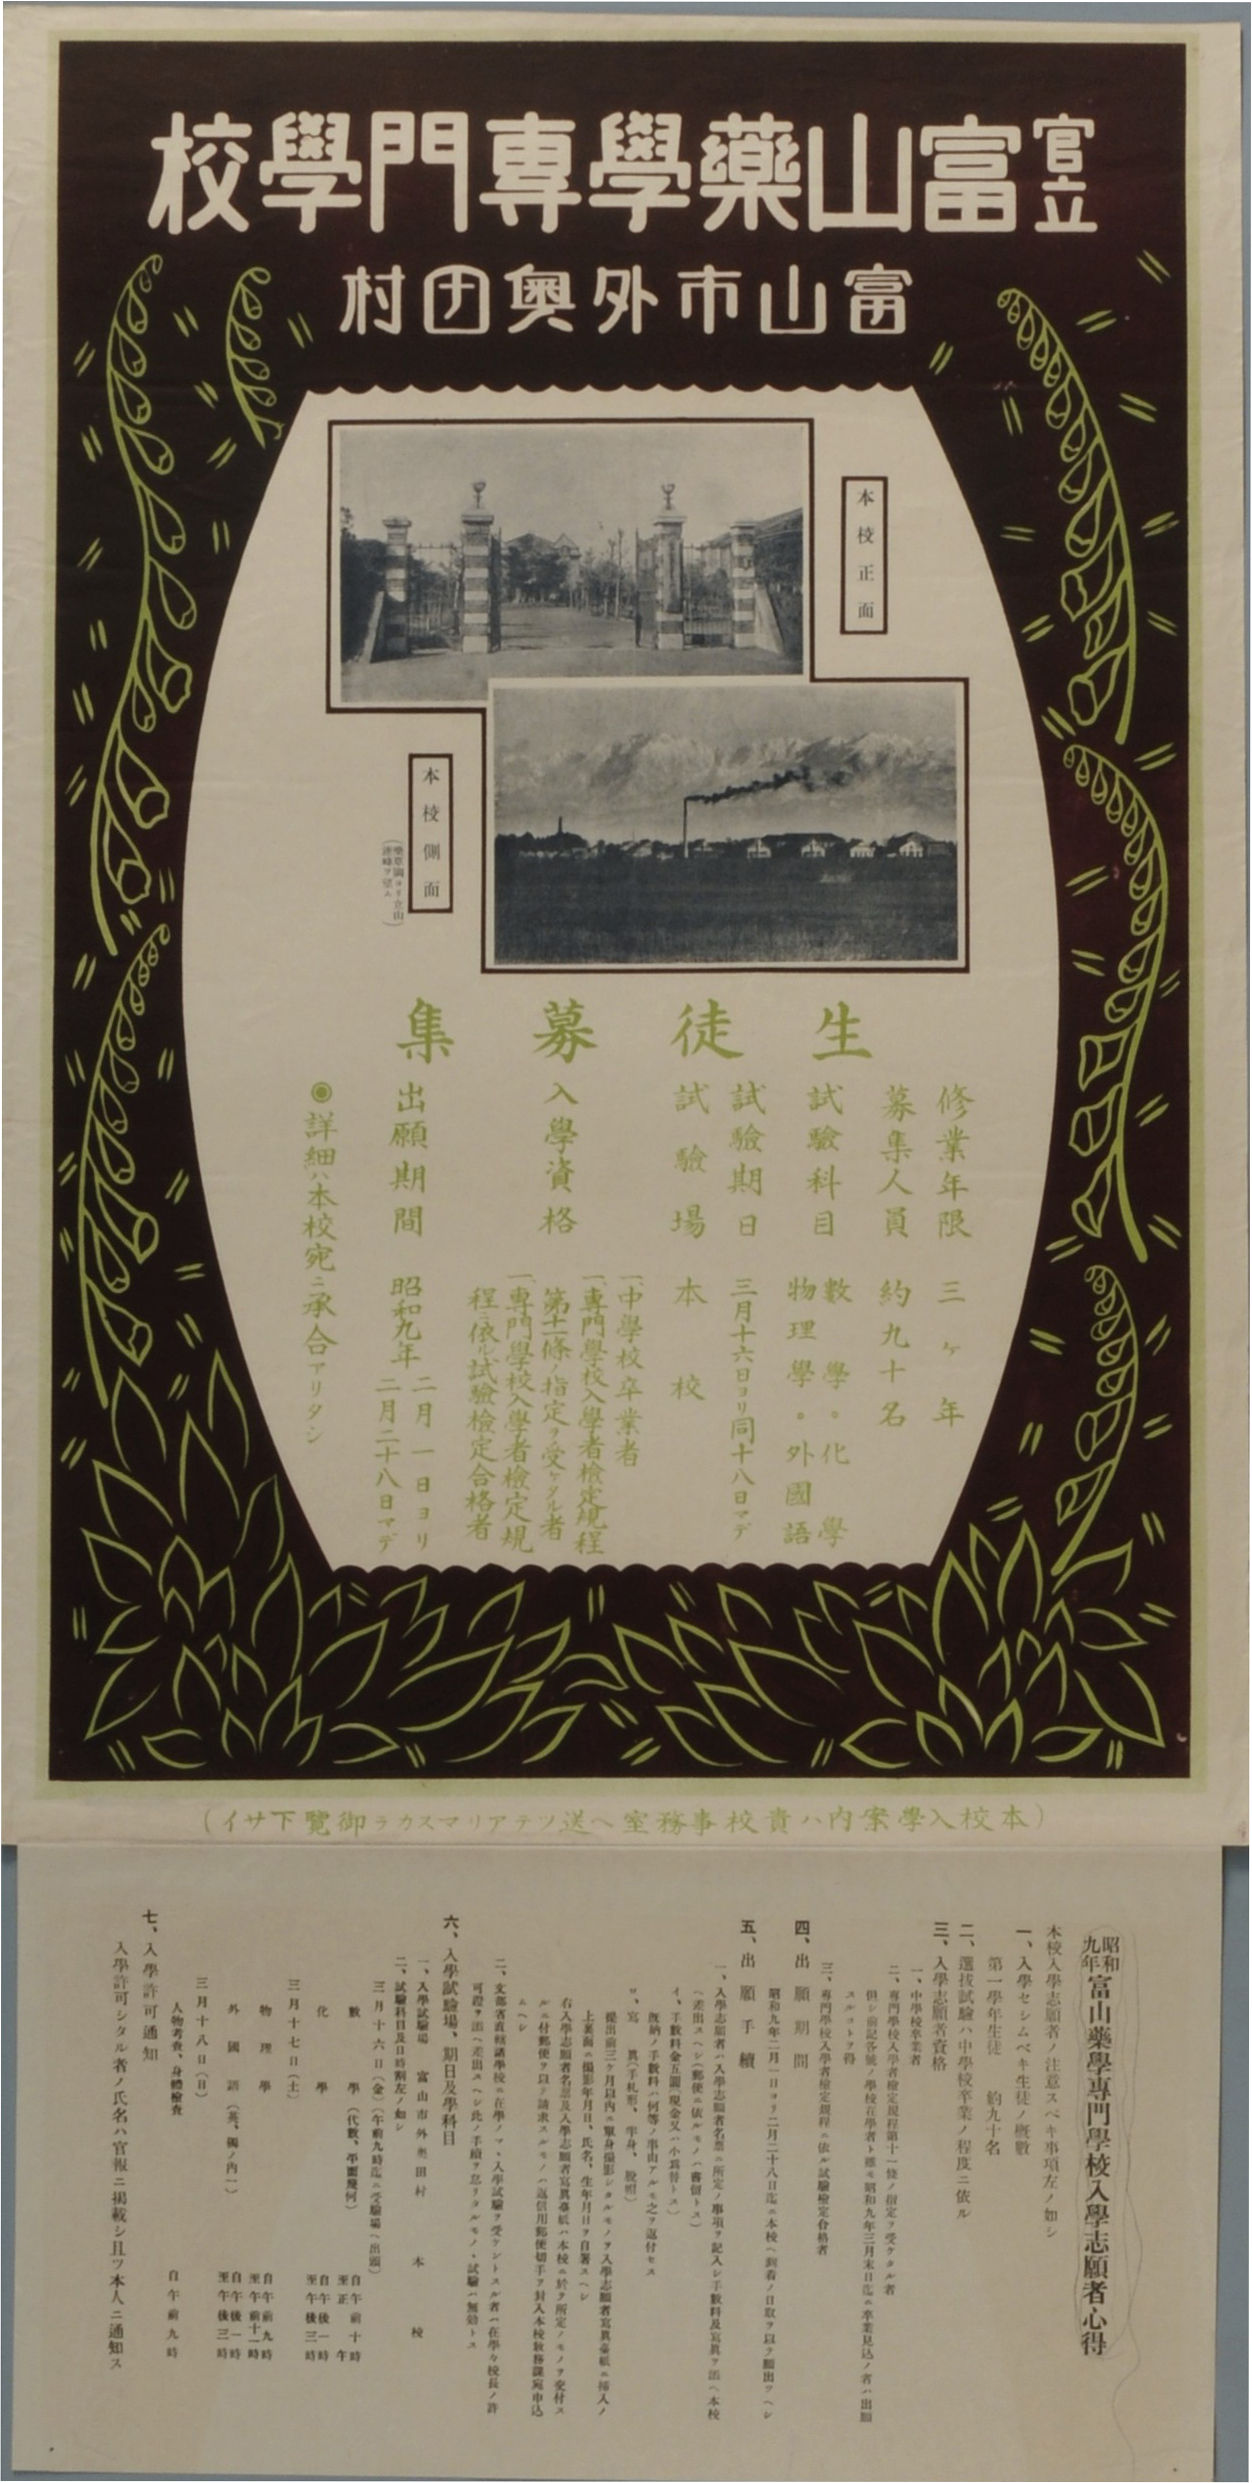 官立
富山藥學專門學校
富山市外奥田村
本校正面
本校側面
(藥草園ヨリ立山
連峰ヲ望ム)
生徒募集
修業年限 三ヶ年
募集人員 約九十名
試驗科目 數學。化學
物理學。外國語
試驗期日 三月十六日ヨリ同十八日マデ
試驗場 本校
入學資格 一、中學校卒業者
一、專門學校入學者檢定規程
第十一條ノ指定ヲ受ケタル者
一、專門學校入學者檢定規
程ニ依ル試驗檢定合格者
出願期間 昭和九年 二月一日ヨリ
二月二十八日マデ
◉詳細ハ本校宛ニ承合アリタシ
(本校入學案内ハ貴校事務室ヘ送ツテアリマスカラ御覽下サイ)
昭和九年富山藥學專門學校入學志願者心得
本校入學志願者ノ注意スベキ事項左ノ如シ
一、入學セシムベキ生徒ノ槪數
第一學年生徒 約九十名
二、選拔試驗ハ中學校卒業ノ程度ニ依ル
三、入學志願者資格
一、中學校卒業者
二、專門學校入學者檢定規程第十一條ノ指定ヲ受ケタル者
但シ前記各號ノ學校在學者ト雖モ昭和九年三月末日迄ニ卒業見込ノ者ハ出願
スルコトヲ得
三、專門學校入學者檢定規程ニ依ル試驗檢定合格者
四、出願期間
昭和九年二月一日ヨリ二月二十八日迄ニ本校ヘ到着ノ日取ヲ以テ願出ヅヘシ
五、出願手續
一、入學志願者ハ入學志願者名票ニ所定ノ事項ヲ記入シ手數料及寫眞ヲ添ヘ本校
ヘ差出スヘシ(郵便ニ依ルモノハ書留トス)
イ、手數料金五圓(現金又ハ小爲替トス)
旣納ノ手數料ハ何等ノ事由アルモ之ヲ返付セス
ロ、寫眞(手札形、半身、脫帽)
提出前三ヶ月以内ニ單身撮影シタルモノヲ入學志願者寫眞臺紙ニ挿入ノ
上裏面ニ撮影年月日、氏名、生年月日ヲ自署スヘシ
右入學志願者名票及入學志願者寫眞臺紙ハ本校ニ於テ所定ノモノヲ交付ス
ルニ付郵便ヲ以テ請求スルモノハ返信用郵便切手ヲ封入本校敎務課宛申込
ムヘシ
二、文部省直轄諸學校ニ在學ノマヽ入學試驗ヲ受ケントスル者ハ在學々校長ノ許
可證ヲ添ヘ差出スヘシ此ノ手續ヲ怠リタルモノヽ試驗ハ無効トス
六、入學試驗場、期日及學科目
一、入學試驗場 富山市外奥田村 本校
二、試驗科目及日時割左ノ如シ
三月十六日(金)(午前九時迄ニ受驗場ヘ出頭)
數學(代數、平面幾何) 自午前十時
至正午
化學 自午後一時
至午後三時
三月十七日(土)
物理學 自午前九時
至午前十一時
外國語(英、獨ノ内一) 自午後一時
至午後三時
三月十八日(日)
人物考査、身體檢査 自午前九時
七、入學許可通知
入學許可シタル者ノ氏名ハ官報ニ掲載シ且ツ本人ニ通知ス